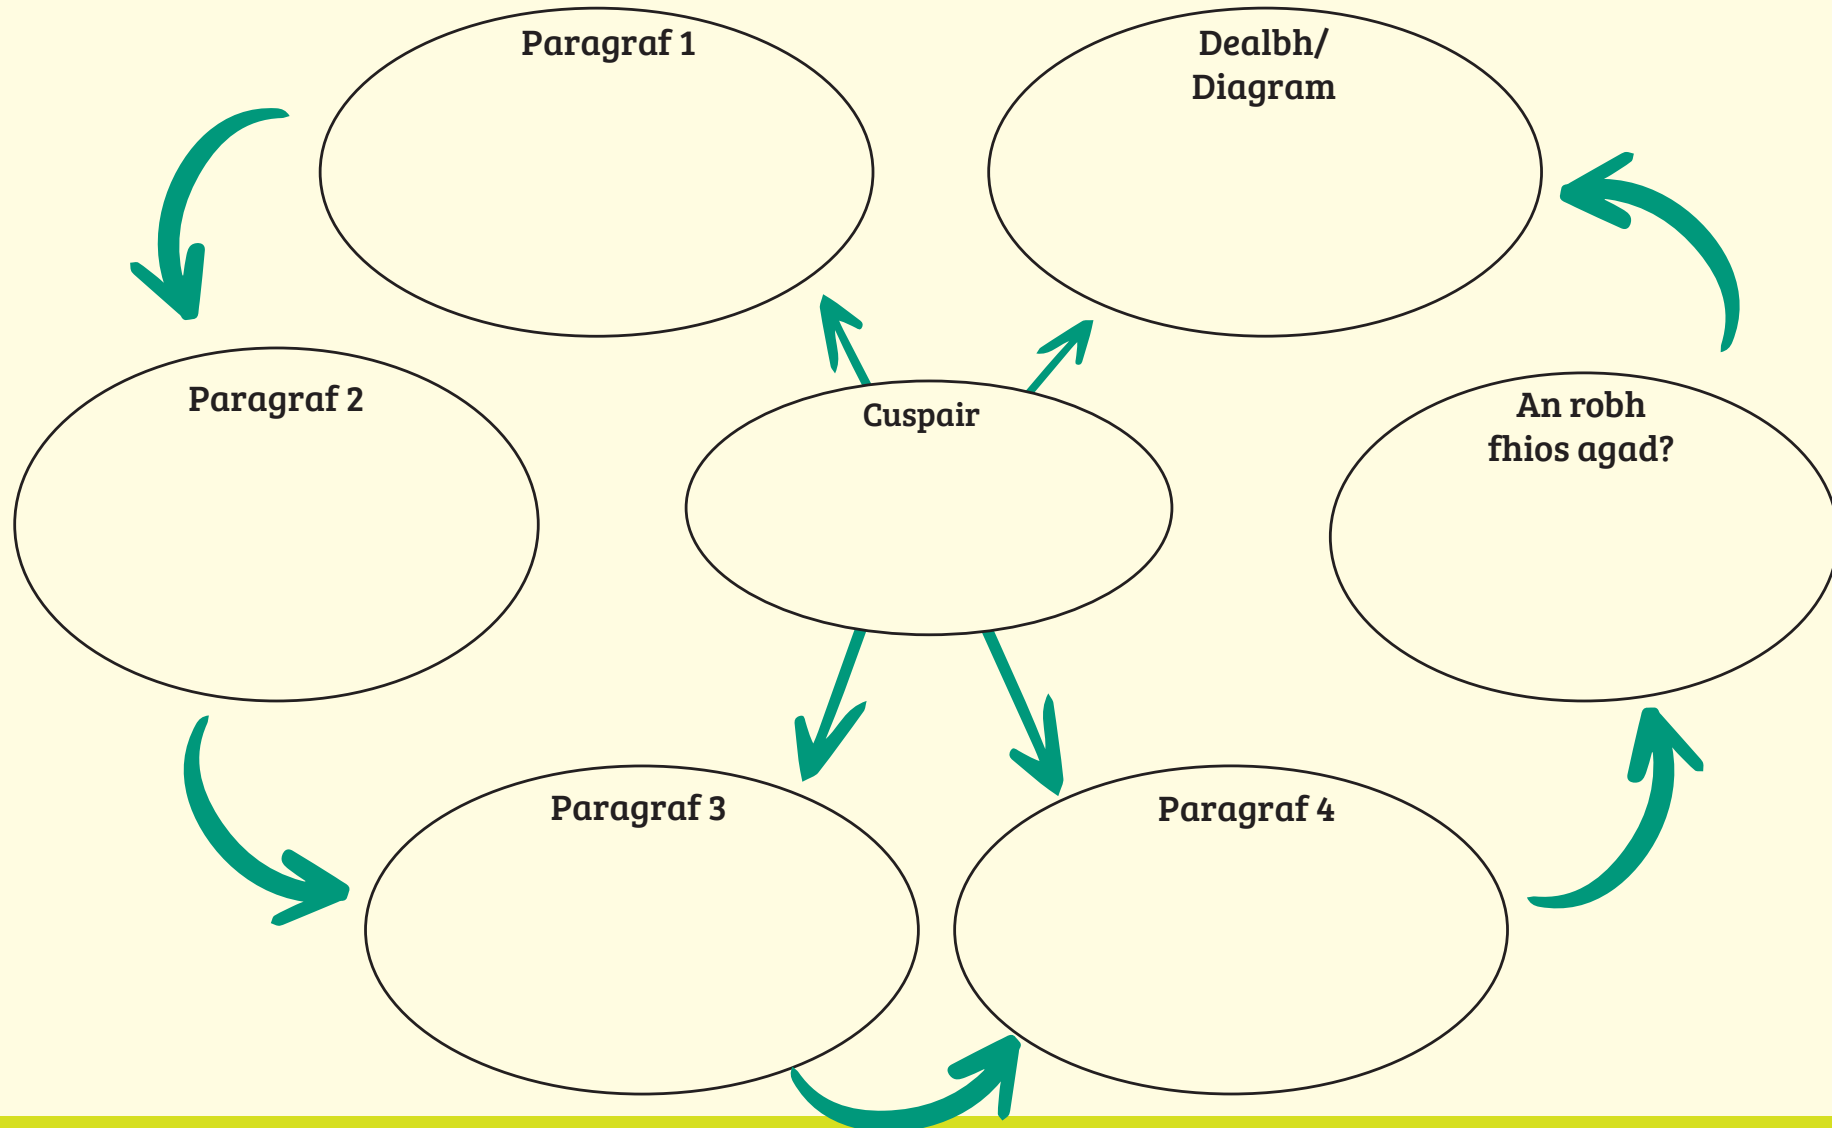 Paragraf 1
Dealbh/
Diagram
Paragraf 2
Cuspair
An robh
fhios agad?
Paragraf 3
Paragraf 4